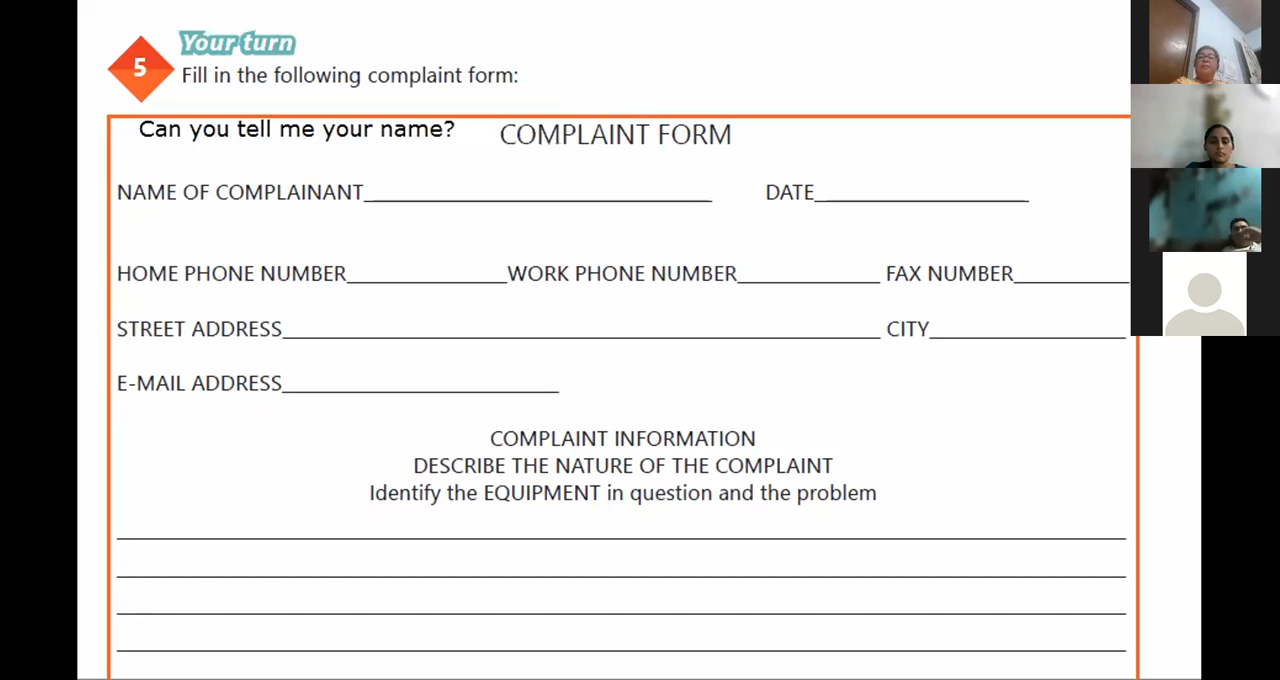 Your turn
5
Fill in the following complaint form:
Can you tell me your name?
COMPLAINT FORM
NAME OF COMPLAINANT DATE
HOME PHONE NUMBER WORK PHONE NUMBER FAX NUMBER
STREET ADDRESS CITY
E-MAIL ADDRESS
COMPLAINT INFORMATION
DESCRIBE THE NATURE OF THE COMPLAINT
Identify the EQUIPMENT in question and the problem